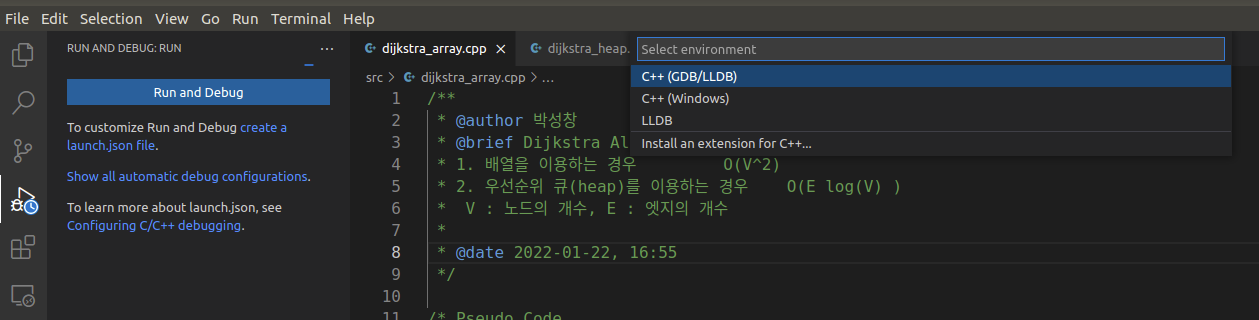 File Edit Selection View Go Run Terminal Help
RUN AND DEBUG: RUN ...
Run and Debug
To customize Run and Debug create a
launch.json file.
Show all automatic debug configurations.
To learn more about launch.json, see
Configuring C/C++ debugging.
dijkstra_array.cpp dijkstra_heap.
src > dijkstra_array.cpp > ...
Select environment
C++ (GDB/LLDB)
C++ (Windows)
LLDB
Install an extension for C++...
1 /**
2 * @author 박성창
3 * @brief Dijkstra Al
4 * 1. 배열을 이용하는 경우 O(V^2)
5 * 2. 우선순위 큐(heap)를 이용하는 경우 O(E log(V) )
6 * V : 노드의 개수, E : 엣지의 개수
7 *
8 * @date 2022-01-22, 16:55
9 */
10
11 /* Pseudo Code